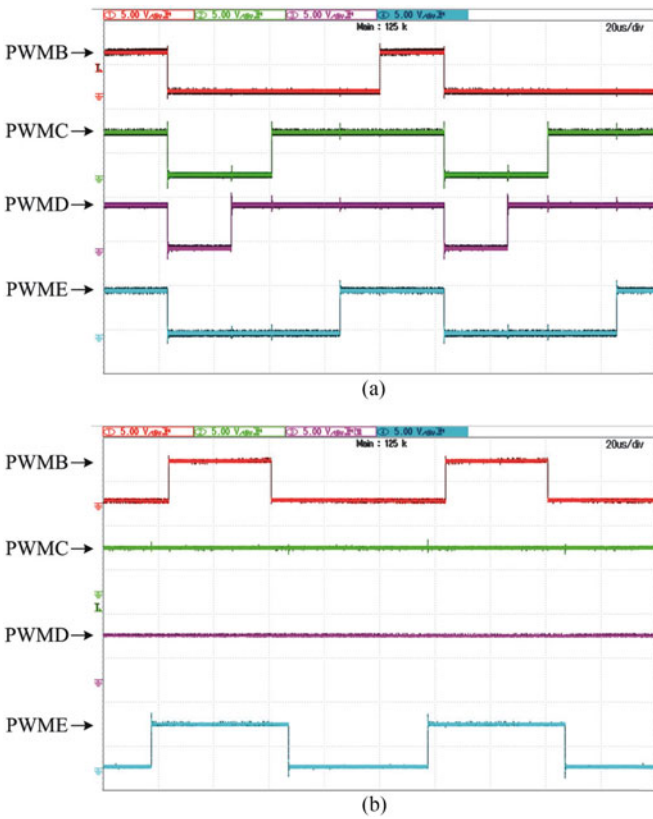 5.00 V/div 5.00 V/div 5.00 V/div 5.00 V/div
Main : 125 k 20us/div
PWMB
PWMC
PWMD
PWME
(a)
5.00 V/div 5.00 V/div 5.00 V/div 5.00 V/div
Main : 125 k 20us/div
PWMB
PWMC
PWMD
PWME
(b)